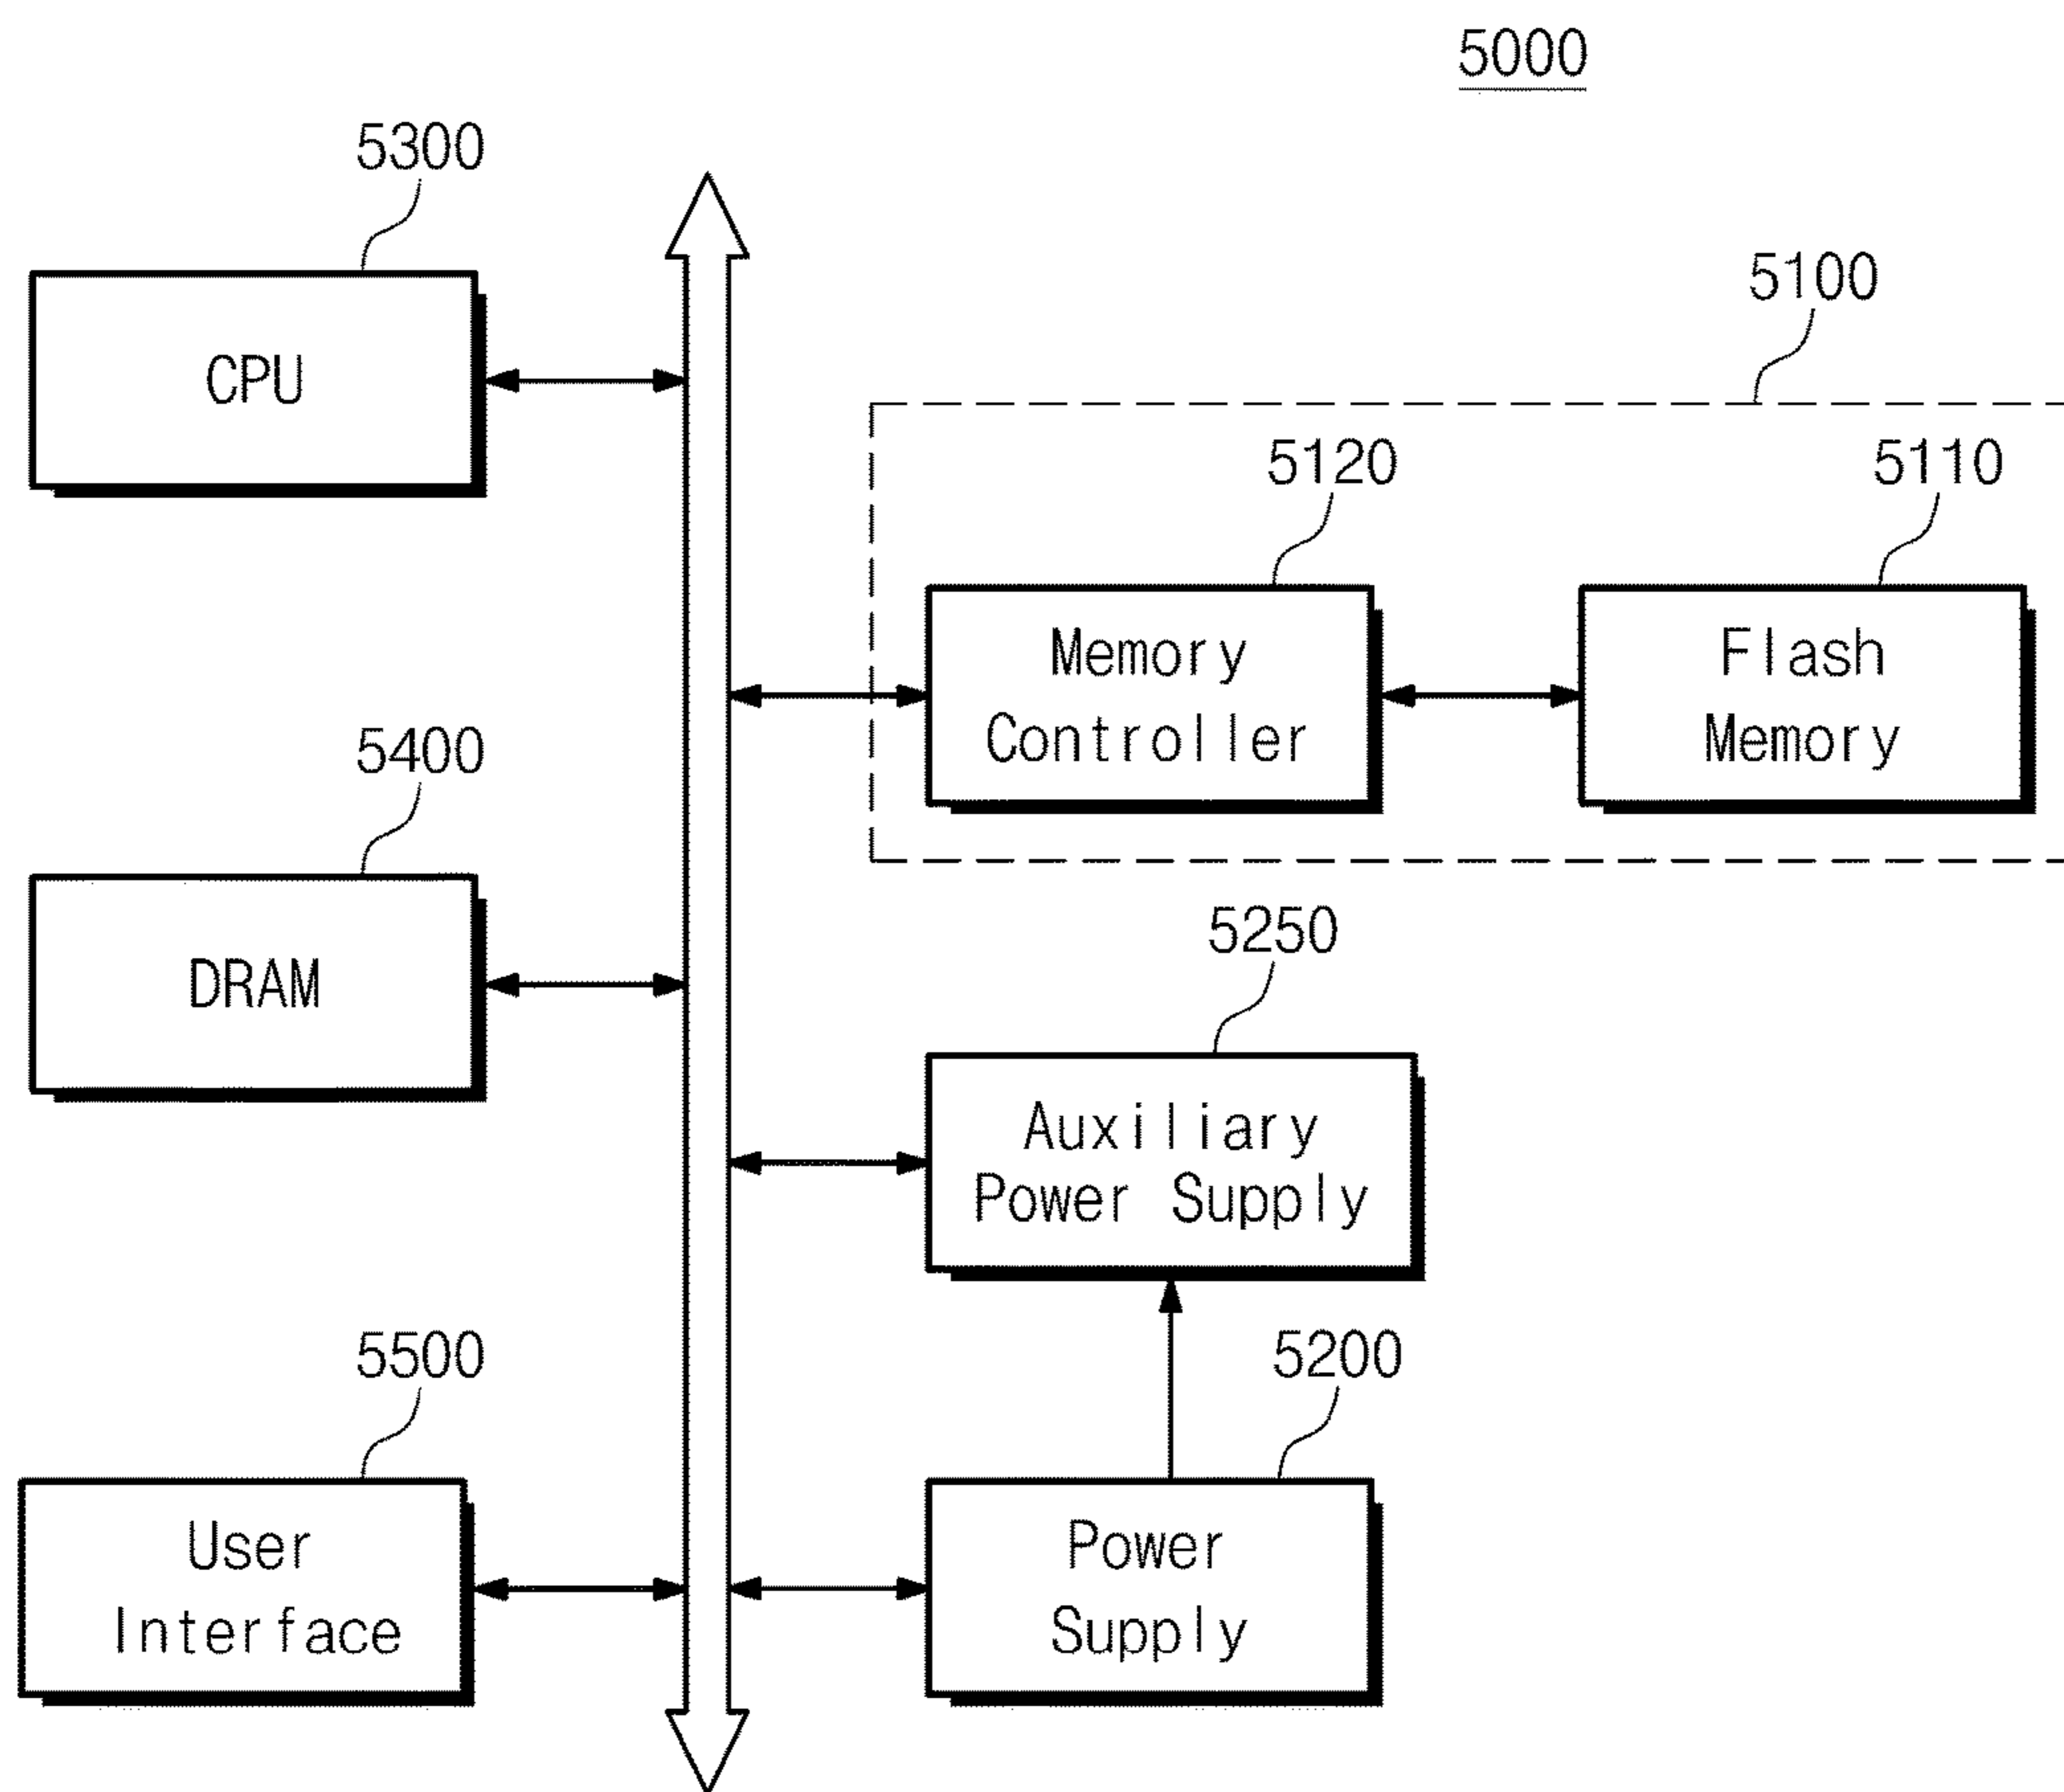 5000
5300
CPU
5100
5120
5110
Memory
Controller
Flash
Memory
5400
DRAM
5250
Auxiliary
Power Supply
5500
User
Interface
5200
Power
Supply